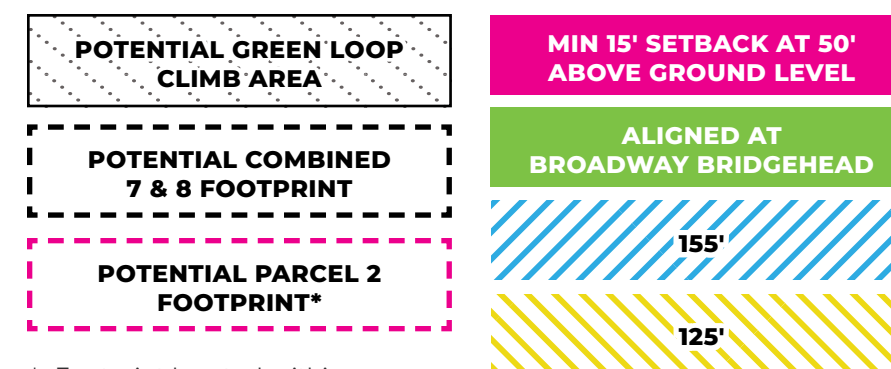 POTENTIAL GREEN LOOP
CLIMB AREA
POTENTIAL COMBINED
7 & 8 FOOTPRINT
POTENTIAL PARCEL 2
FOOTPRINT*
MIN 15' SETBACK AT 50'
ABOVE GROUND LEVEL
ALIGNED AT
BROADWAY BRIDGEHEAD
155'
125'